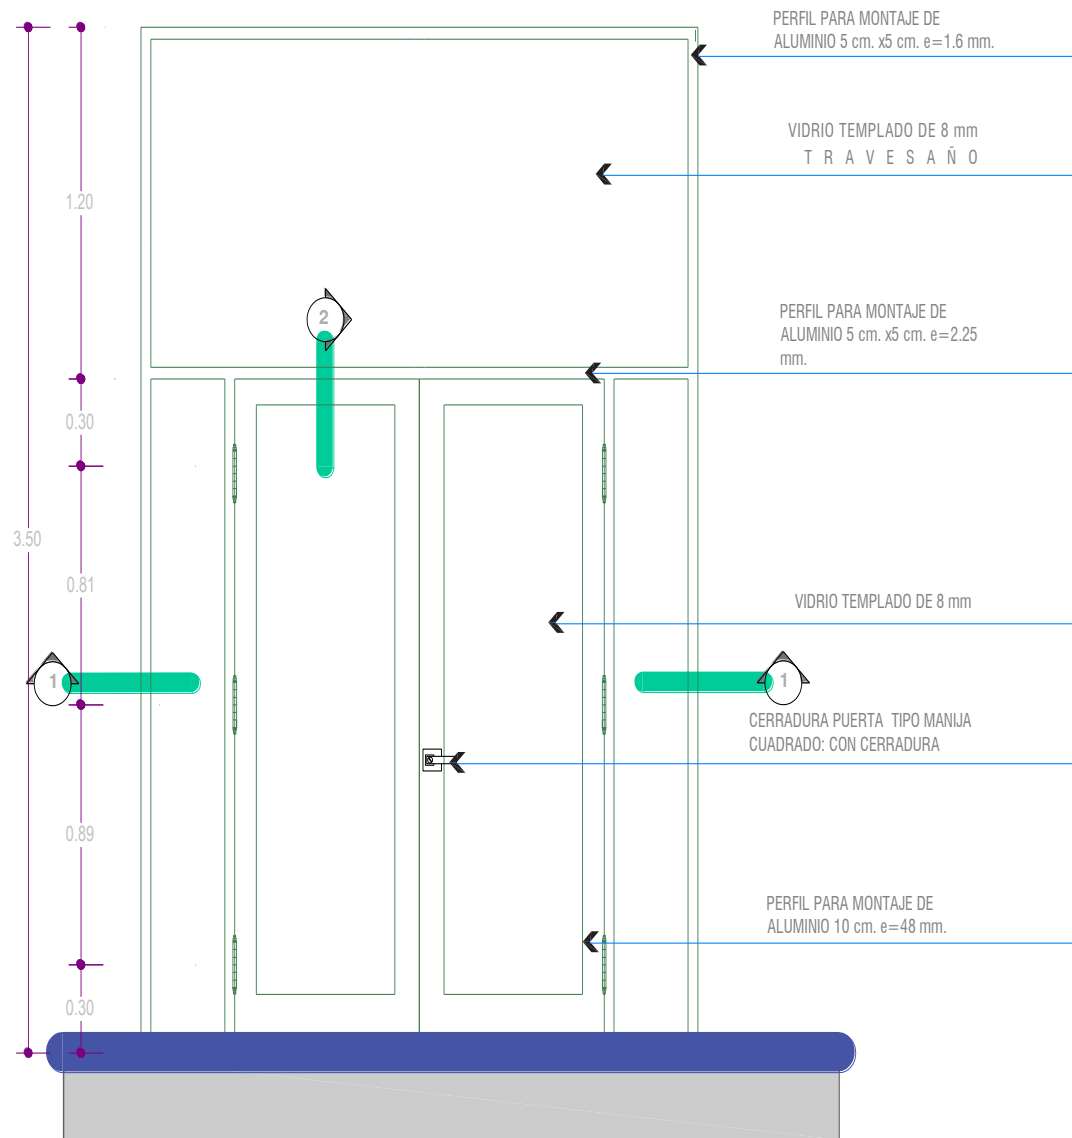 PERFIL PARA MONTAJE DE
ALUMINIO 5 cm. x5 cm. e=1.6 mm.
VIDRIO TEMPLADO DE 8 mm
T R A V E S A Ñ O
1.20
PERFIL PARA MONTAJE DE
ALUMINIO 5 cm. x5 cm. e=2.25
mm.
2
0.30
3.50
0.81
VIDRIO TEMPLADO DE 8 mm
1
1
CERRADURA PUERTA TIPO MANIJA
CUADRADO: CON CERRADURA
0.89
PERFIL PARA MONTAJE DE
ALUMINIO 10 cm. e=48 mm.
0.30